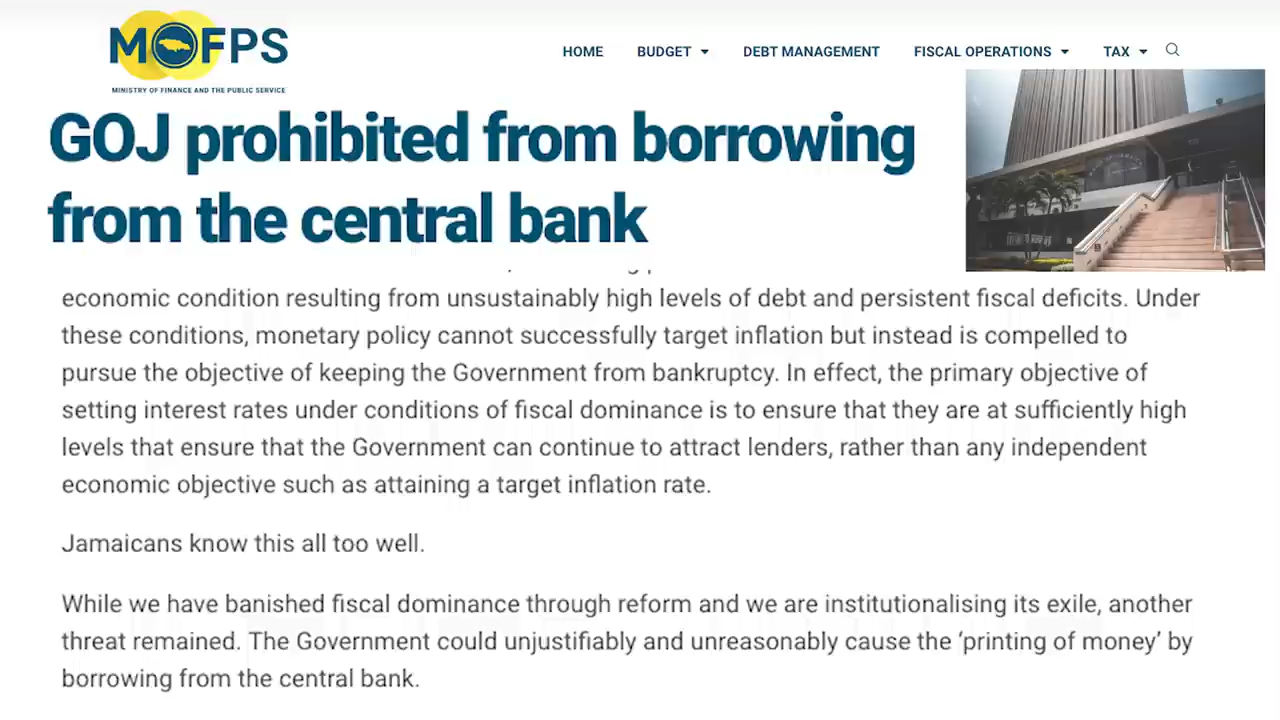 MOFPS
MINISTRY OF FINANCE AND THE PUBLIC SERVICE
HOME BUDGET DEBT MANAGEMENT FISCAL OPERATIONS TAX
GOJ prohibited from borrowing
from the central bank
economic condition resulting from unsustainably high levels of debt and persistent fiscal deficits. Under
these conditions, monetary policy cannot successfully target inflation but instead is compelled to
pursue the objective of keeping the Government from bankruptcy. In effect, the primary objective of
setting interest rates under conditions of fiscal dominance is to ensure that they are at sufficiently high
levels that ensure that the Government can continue to attract lenders, rather than any independent
economic objective such as attaining a target inflation rate.
Jamaicans know this all too well.
While we have banished fiscal dominance through reform and we are institutionalising its exile, another
threat remained. The Government could unjustifiably and unreasonably cause the ‘printing of money’ by
borrowing from the central bank.